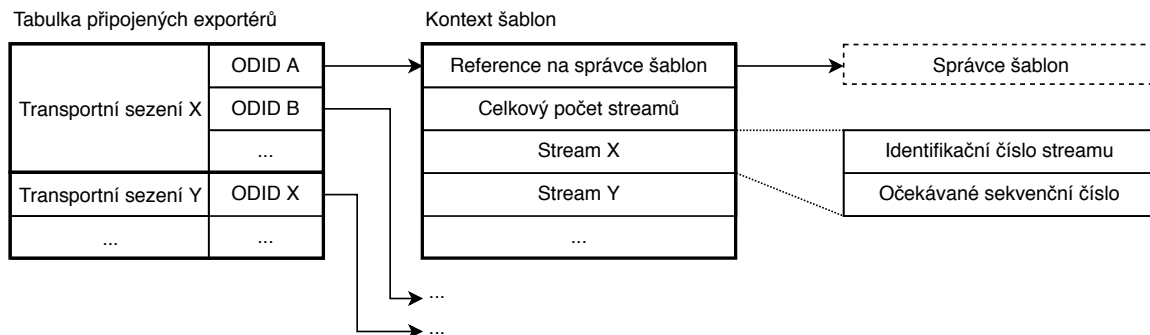 Tabulka připojených exportérů
Transportní sezení X
ODID A
ODID B
...
Transportní sezení Y
ODID X
...
...
Kontext šablon
Reference na správce šablon
Celkový počet streamů
Stream X
Stream Y
...
...
...
Správce šablon
Identifikační číslo streamu
Očekávané sekvenční číslo